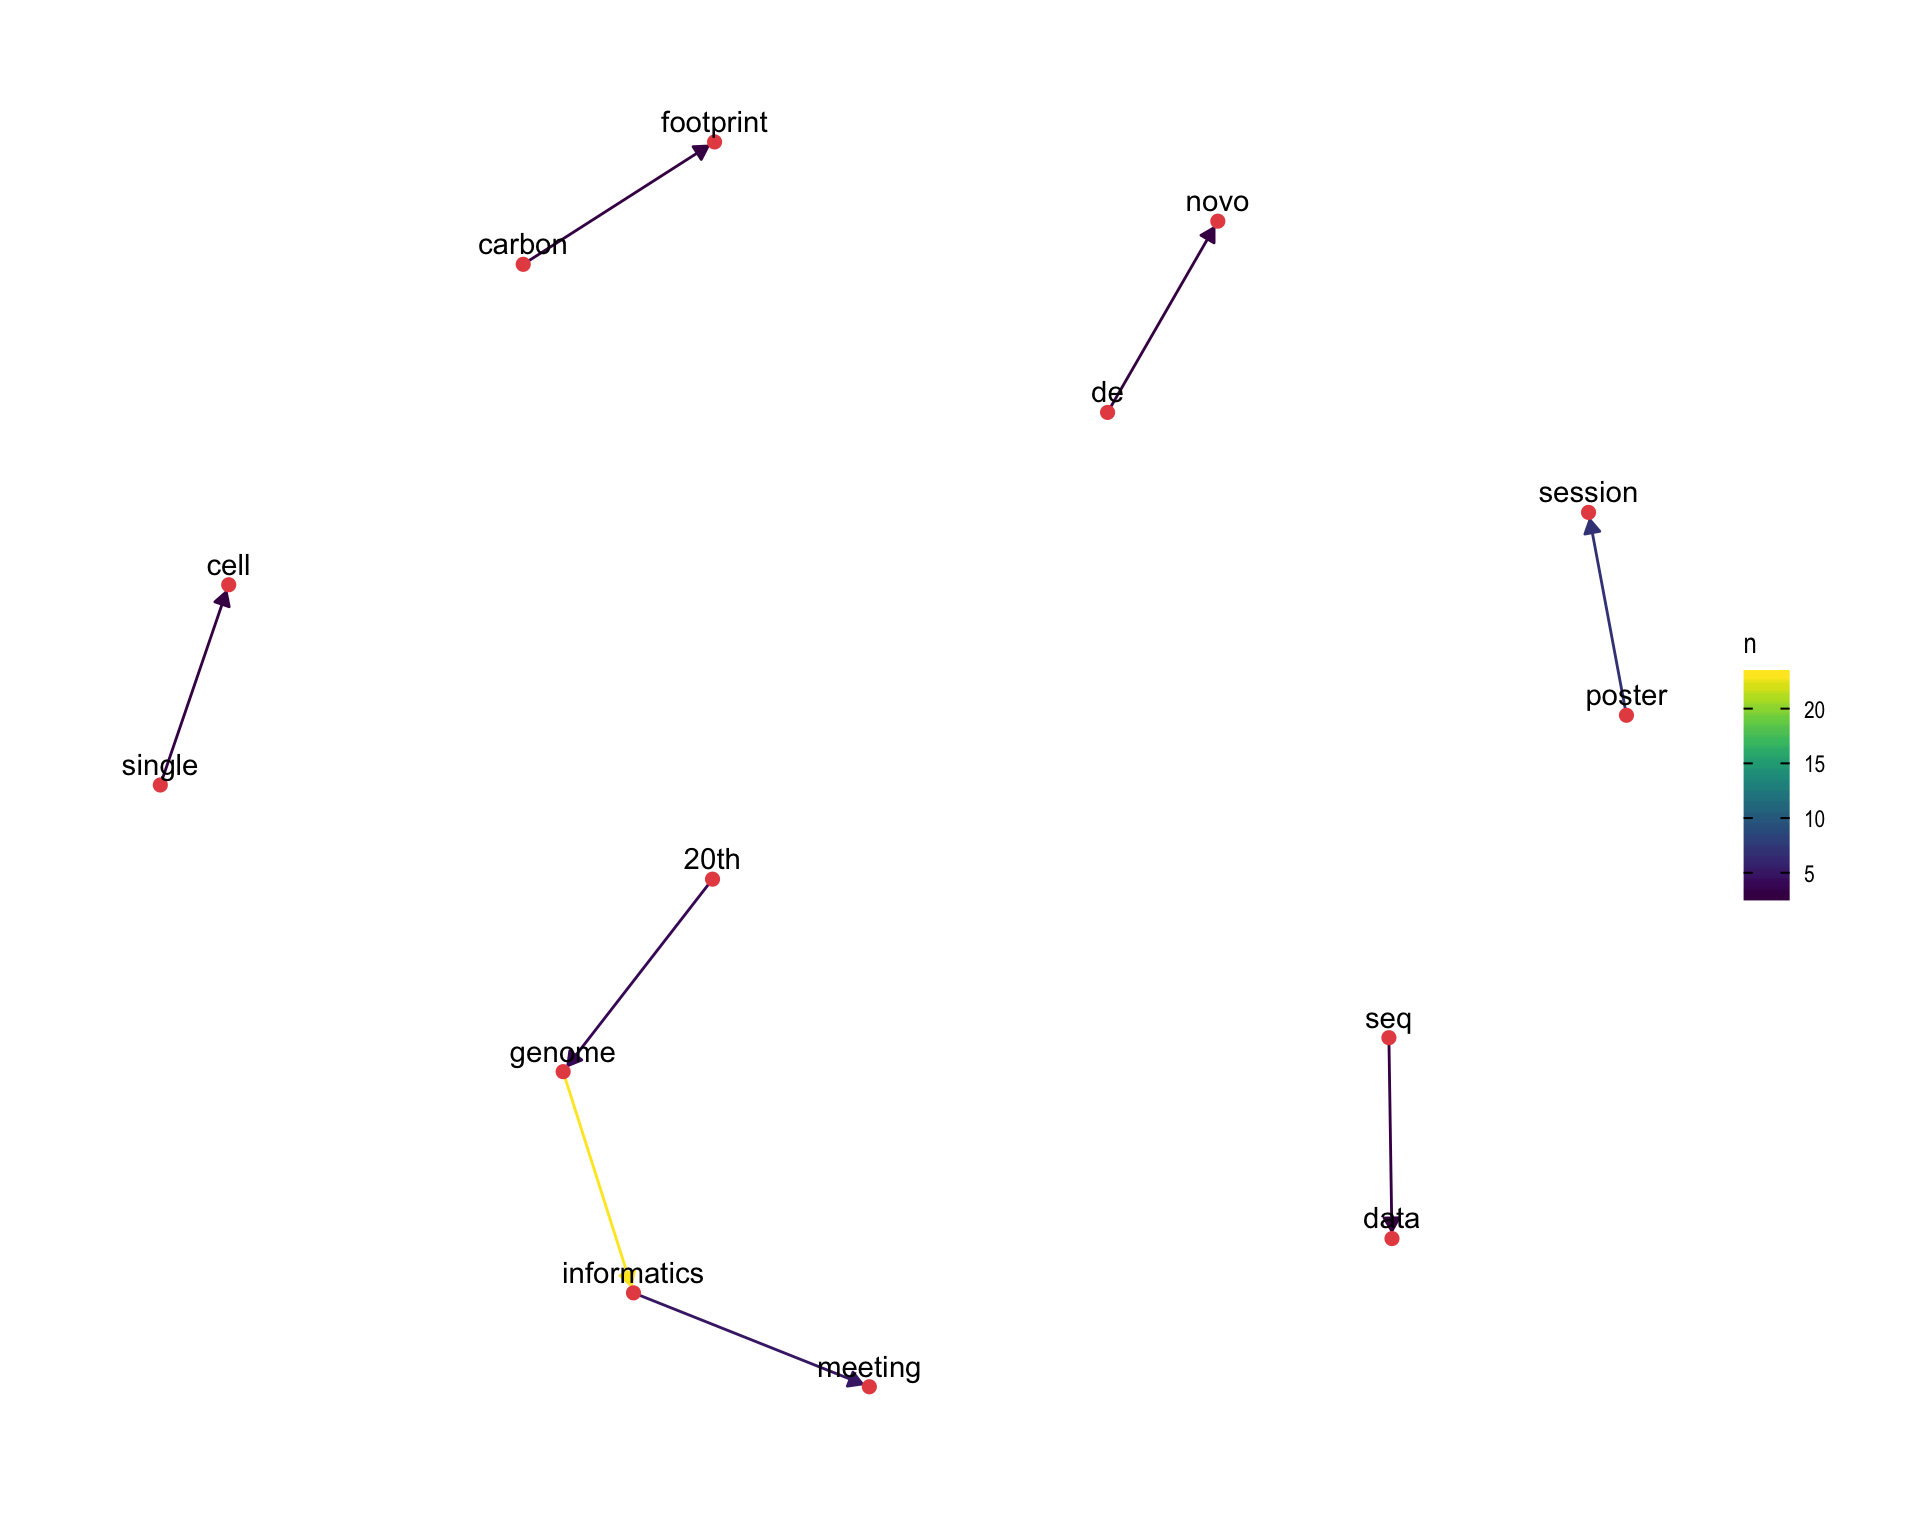 footprint
carbon
novo
de
session
cell
n
poster
20
15
single
10
20th
5
seq
genome
data
informatics
meeting